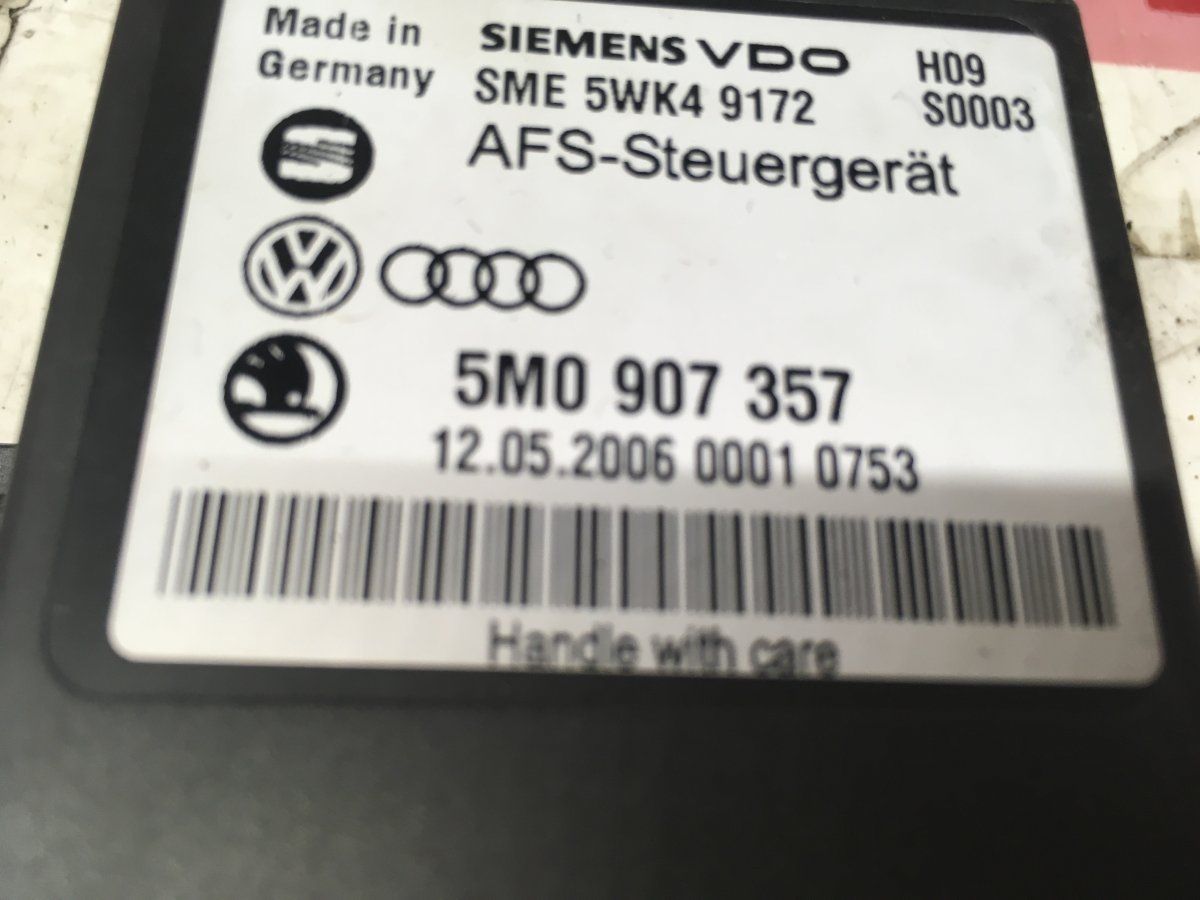 Made in
Germany
SIEMENS VDO
SME 5WK4 9172
H09
S0003
AFS-Steuergerät
5M0 907 357
12.05.2006 0001 0753
Handle with care